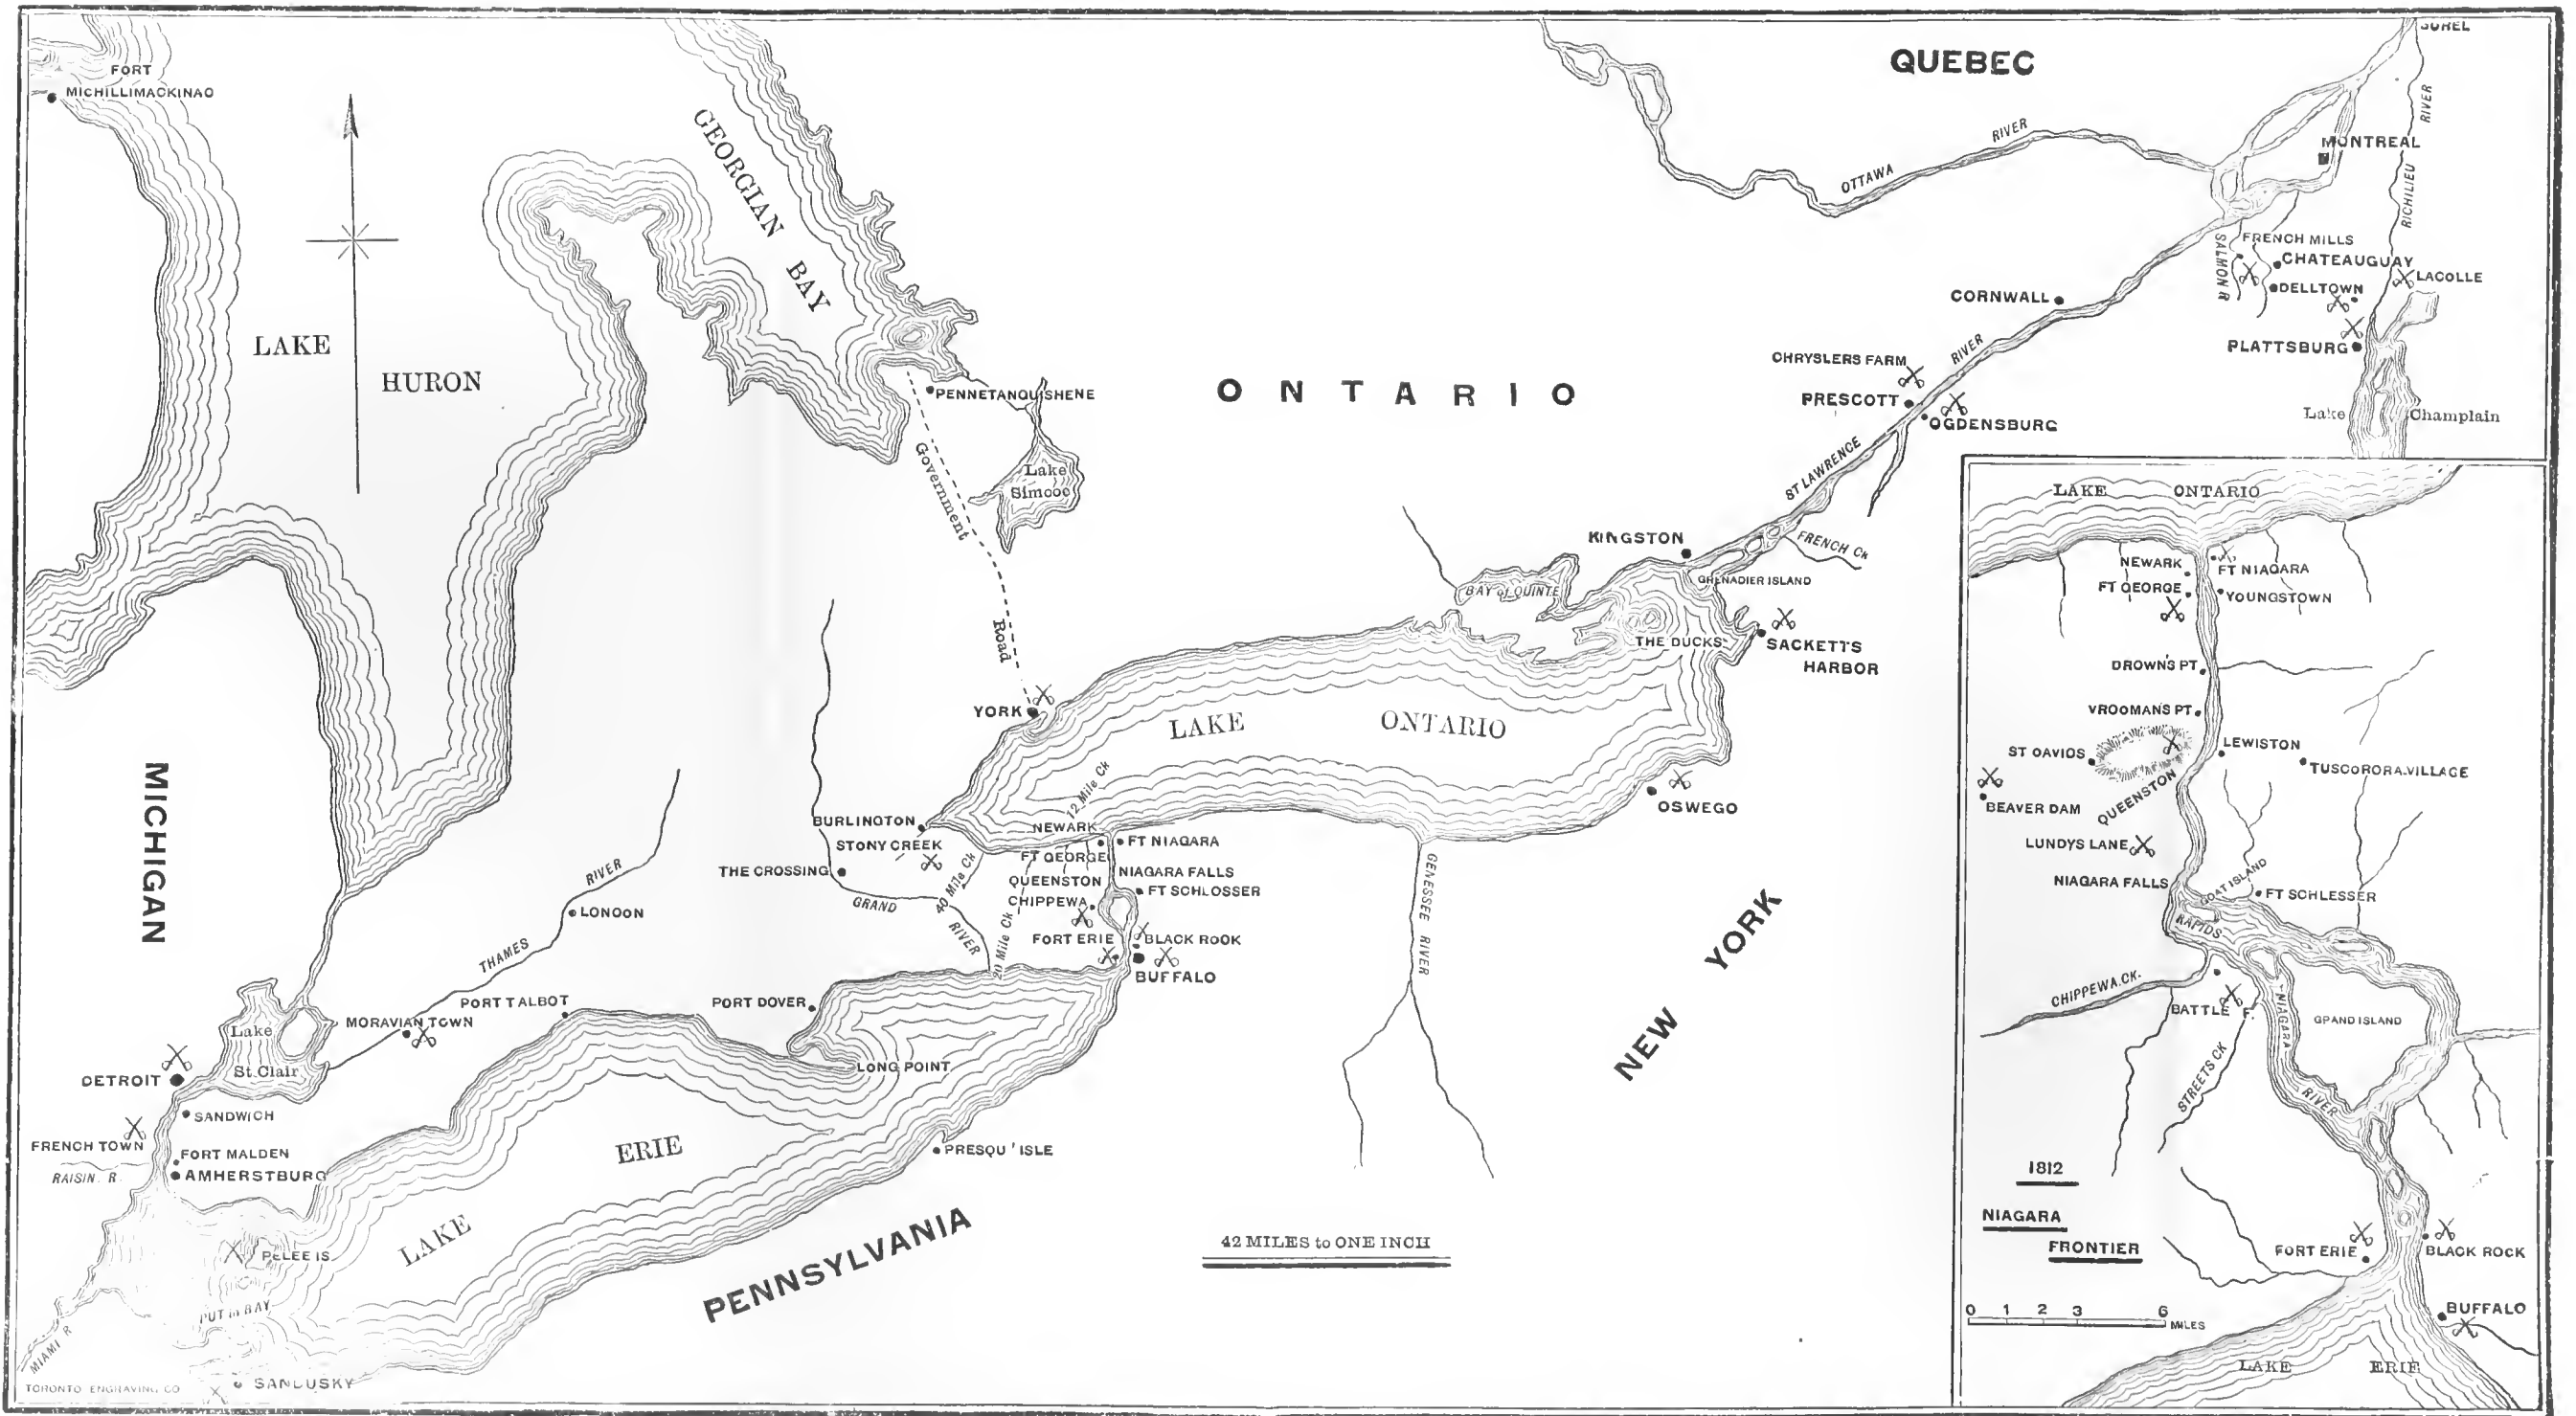 FORT
MICHILLIMACKINAC
LAKE
HURON
GEORGIAN BAY
PENNETANQUISHENE
Lake
Simcoe
Government
Road
ONTARIO
QUEBEC
OTTAWA
RIVER
SOREL
RIVER
RICHILIEU
MONTREAL
SALMON R
FRENCH MILLS
CHATEAUGUAY
DELLTOWN
LACOLLE
PLATTSBURG
Lake
Champlain
CORNWALL
CHRYSLERS FARM
PRESCOTT
OGDENSBURG
ST LAWRENCE
RIVER
KINGSTON
FRENCH CK
GRENADIER ISLAND
BAY of QUINTE
THE DUCKS
SACKETTS
HARBOR
YORK
LAKE ONTARIO
OSWEGO
BURLINGTON
STONY CREEK
THE CROSSING
GRAND
RIVER
40 Mile Ck
20 Mile Ck
12 Mile Ck
NEWARK
FT GEORGE
FT NIAGARA
QUEENSTON
NIAGARA FALLS
CHIPPEWA
FT SCHLOSSER
FORT ERIE
BLACK ROOK
BUFFALO
GENESSEE RIVER
NEW YORK
MICHIGAN
THAMES
RIVER
LONOON
PORT TALBOT
PORT DOVER
MORAVIAN TOWN
LONG POINT
Lake
St. Clair
DETROIT
SANDWICH
FRENCH TOWN
RAISIN. R.
FORT MALDEN
AMHERSTBURG
PELEE IS
PUT in BAY
MIAMI R
SANDUSKY
LAKE
ERIE
PRESQU'ISLE
PENNSYLVANIA
42 MILES to ONE INCH
TORONTO ENGRAVING CO
LAKE ONTARIO
NEWARK
FT GEORGE
FT NIAGARA
YOUNGSTOWN
BROWN'S PT
VROOMAN'S PT
ST DAVIDS
QUEENSTON
LEWISTON
TUSCORORA.VILLAGE
BEAVER DAM
LUNDYS LANE
NIAGARA FALLS
GOAT ISLAND
FT SCHLESSER
RAPIDS
CHIPPEWA.CK.
BATTLE F.
STREETS CK
NIAGARA
RIVER
GRAND ISLAND
1812
NIAGARA
FRONTIER
FORT ERIE
BLACK ROCK
BUFFALO
0 1 2 3 6
MILES
LAKE ERIE